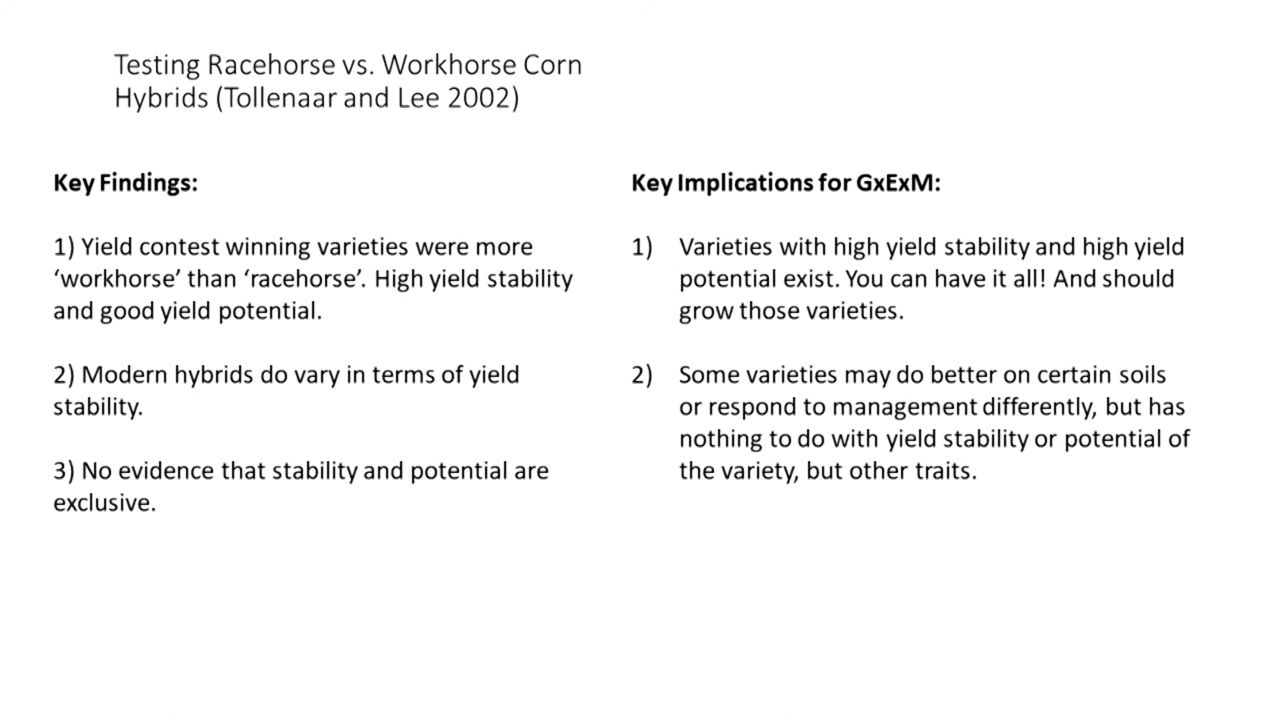 Testing Racehorse vs. Workhorse Corn
Hybrids (Tollenaar and Lee 2002)
Key Findings:
1) Yield contest winning varieties were more
‘workhorse’ than ‘racehorse’. High yield stability
and good yield potential.
2) Modern hybrids do vary in terms of yield
stability.
3) No evidence that stability and potential are
exclusive.
Key Implications for GxExM:
1) Varieties with high yield stability and high yield
potential exist. You can have it all! And should
grow those varieties.
2) Some varieties may do better on certain soils
or respond to management differently, but has
nothing to do with yield stability or potential of
the variety, but other traits.